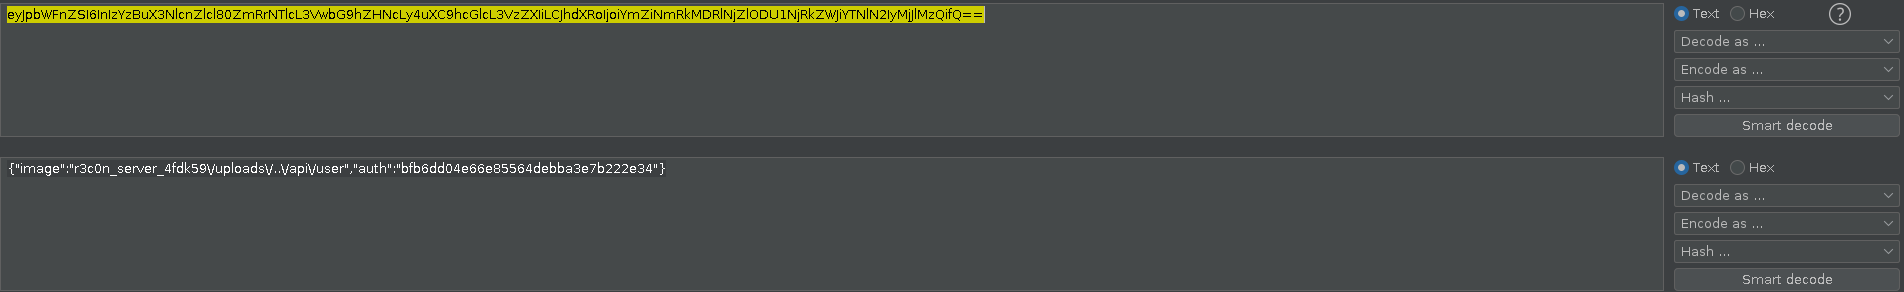 eyJpbWFnZSI6InIzYzBuX3NlcnZlcl80ZmRrNTlcL3VwbG9hZHNcLy4uXC9hcGlcL3VzZXIiLCJhdXRoIjoiYmZiNmRkMDRlNjZlODU1NjRkZWJiYTNlN2IyMjJlMzQifQ==
Text Hex ?
Decode as ...
Encode as ...
Hash ...
Smart decode
{"image":"r3c0n_server_4fdk59\/uploads\/..\/api\/user","auth":"bfb6dd04e66e85564debba3e7b222e34"}
Text Hex
Decode as ...
Encode as ...
Hash ...
Smart decode